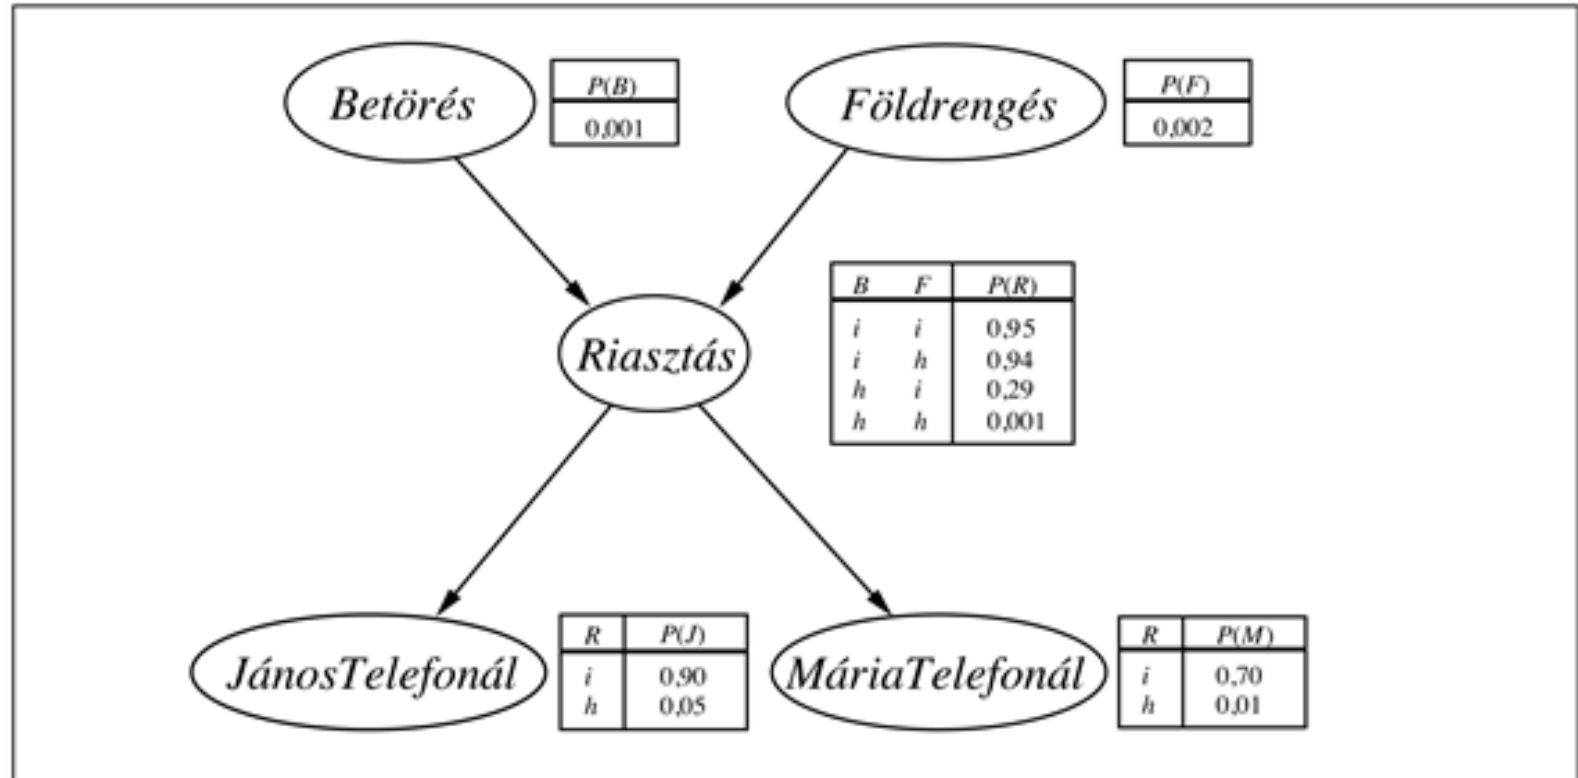 Betörés
P(B)
0,001
Földrengés
P(F)
0,002
B F P(R)
i i 0,95
i h 0,94
h i 0,29
h h 0,001
Riasztás
JánosTelefonál
R P(J)
i 0,90
h 0,05
MáriaTelefonál
R P(M)
i 0,70
h 0,01